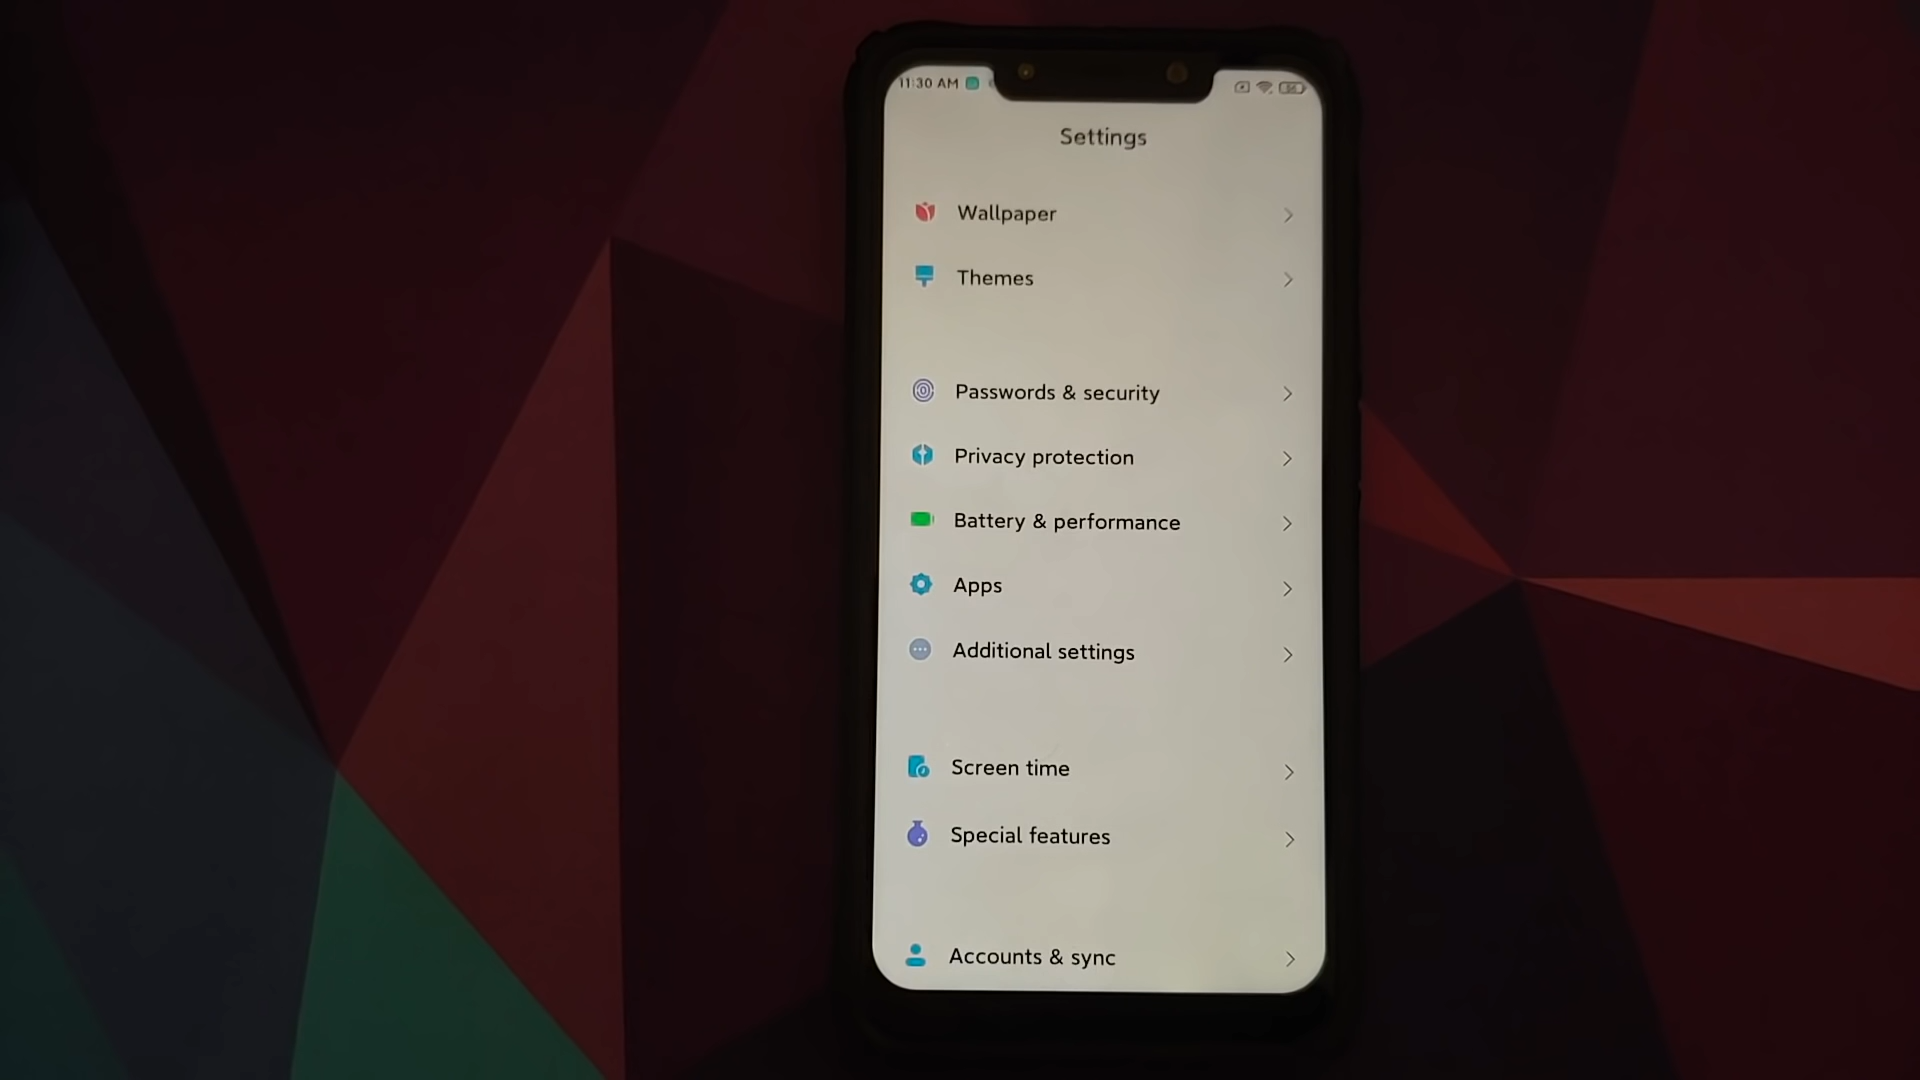 11:30 AM
Settings
Wallpaper
Themes
Passwords & security
Privacy protection
Battery & performance
Apps
Additional settings
Screen time
Special features
Accounts & sync